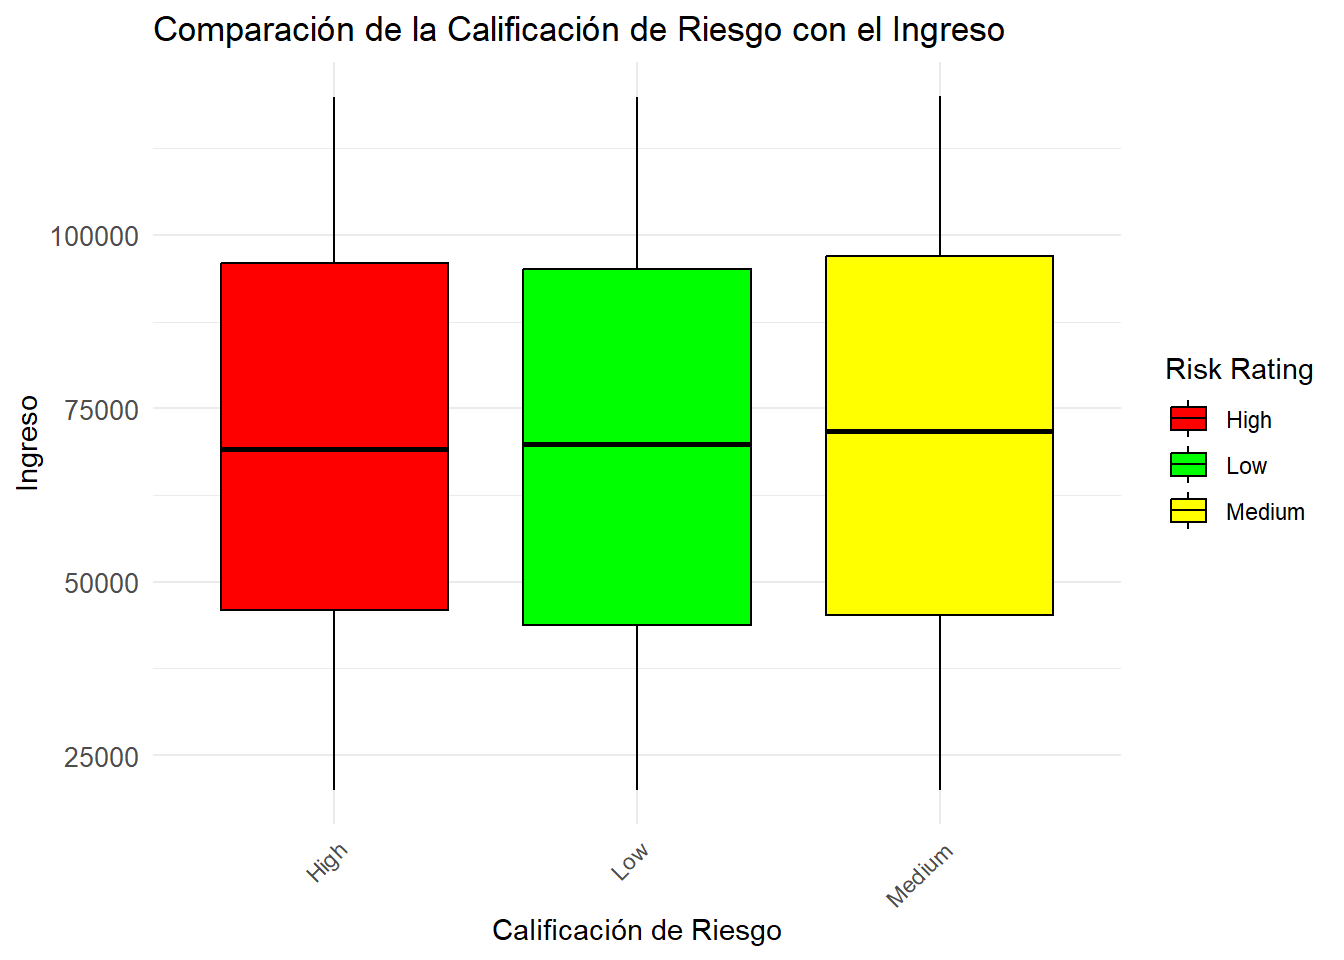 Comparación de la Calificación de Riesgo con el Ingreso
100000
75000
50000
25000
Ingreso
High
Low
Medium
Calificación de Riesgo
Risk Rating
High
Low
Medium